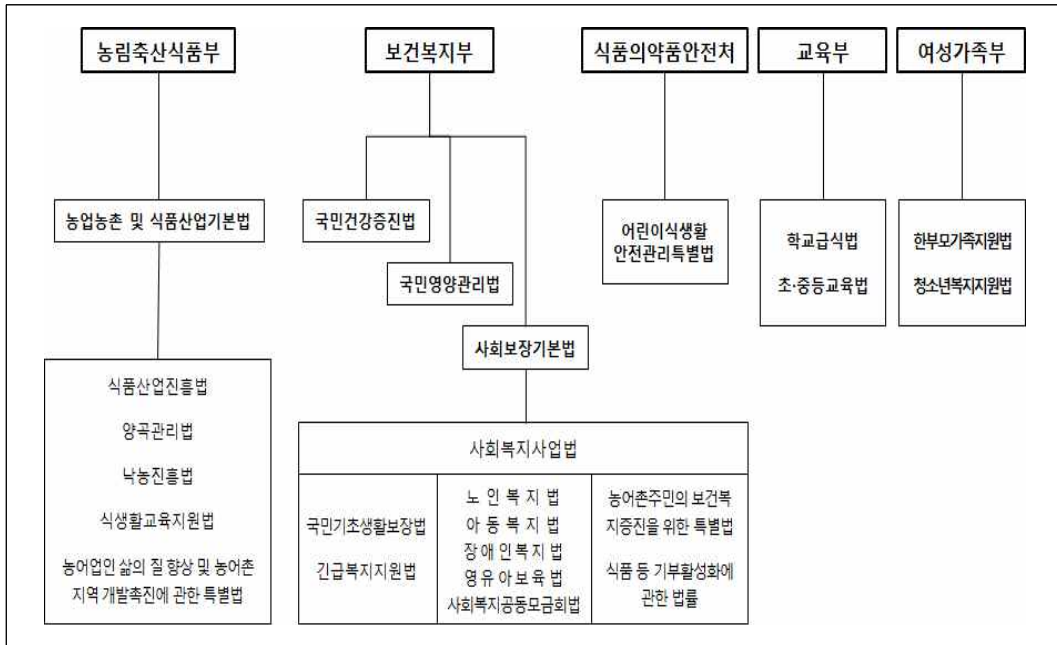 농림축산식품부
보건복지부
식품의약품안전처
교육부
여성가족부
농업농촌 및 식품산업기본법
국민건강증진법
국민영양관리법
사회보장기본법
어린이식생활
안전관리특별법
학교급식법
초·중등교육법
한부모가족지원법
청소년복지지원법
식품산업진흥법
양곡관리법
낙농진흥법
식생활교육지원법
농어업인 삶의 질 향상 및 농어촌
지역 개발촉진에 관한 특별법
사회복지사업법
국민기초생활보장법
긴급복지지원법
노인복지법
아동복지법
장애인복지법
영유아보육법
사회복지공동모금회법
농어촌주민의 보건복
지증진을 위한 특별법
식품 등 기부활성화에
관한 법률